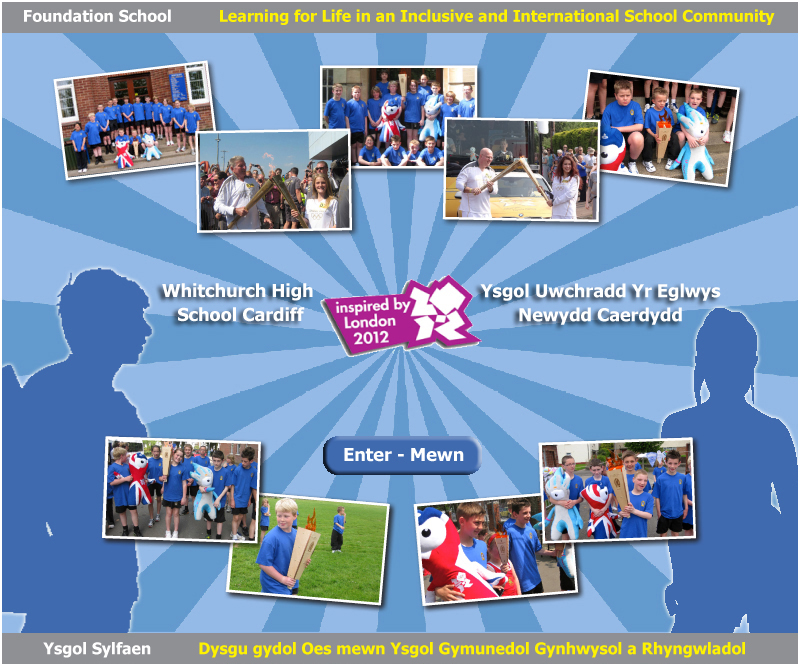 Foundation School Learning for Life in an Inclusive and International School Community
Whitchurch High
School Cardiff
inspired by
London
2012
Ysgol Uwchradd Yr Eglwys
Newydd Caerdydd
Enter - Mewn
Ysgol Sylfaen Dysgu gydol Oes mewn Ysgol Gymunedol Gynhwysol a Rhyngwladol